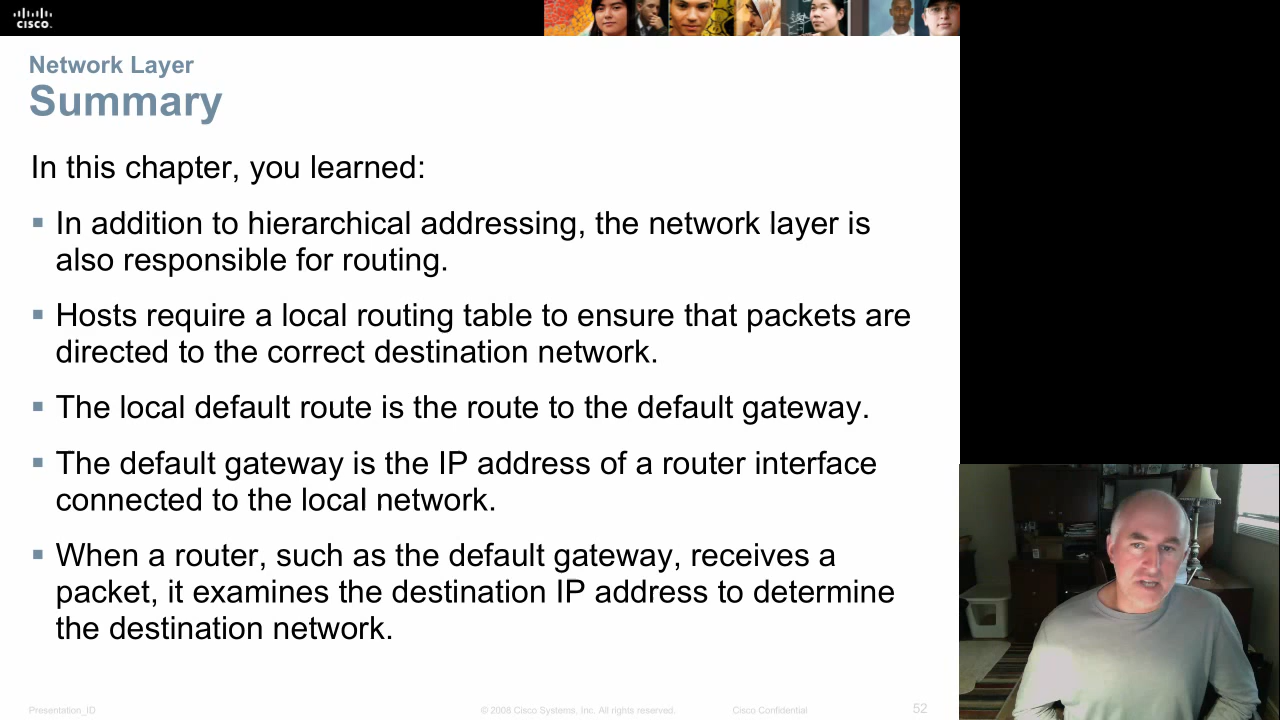 CISCO
Network Layer
Summary
In this chapter, you learned:
In addition to hierarchical addressing, the network layer is
also responsible for routing.
Hosts require a local routing table to ensure that packets are
directed to the correct destination network.
The local default route is the route to the default gateway.
The default gateway is the IP address of a router interface
connected to the local network.
When a router, such as the default gateway, receives a
packet, it examines the destination IP address to determine
the destination network.
Presentation_ID
© 2008 Cisco Systems, Inc. All rights reserved.
Cisco Confidential
52